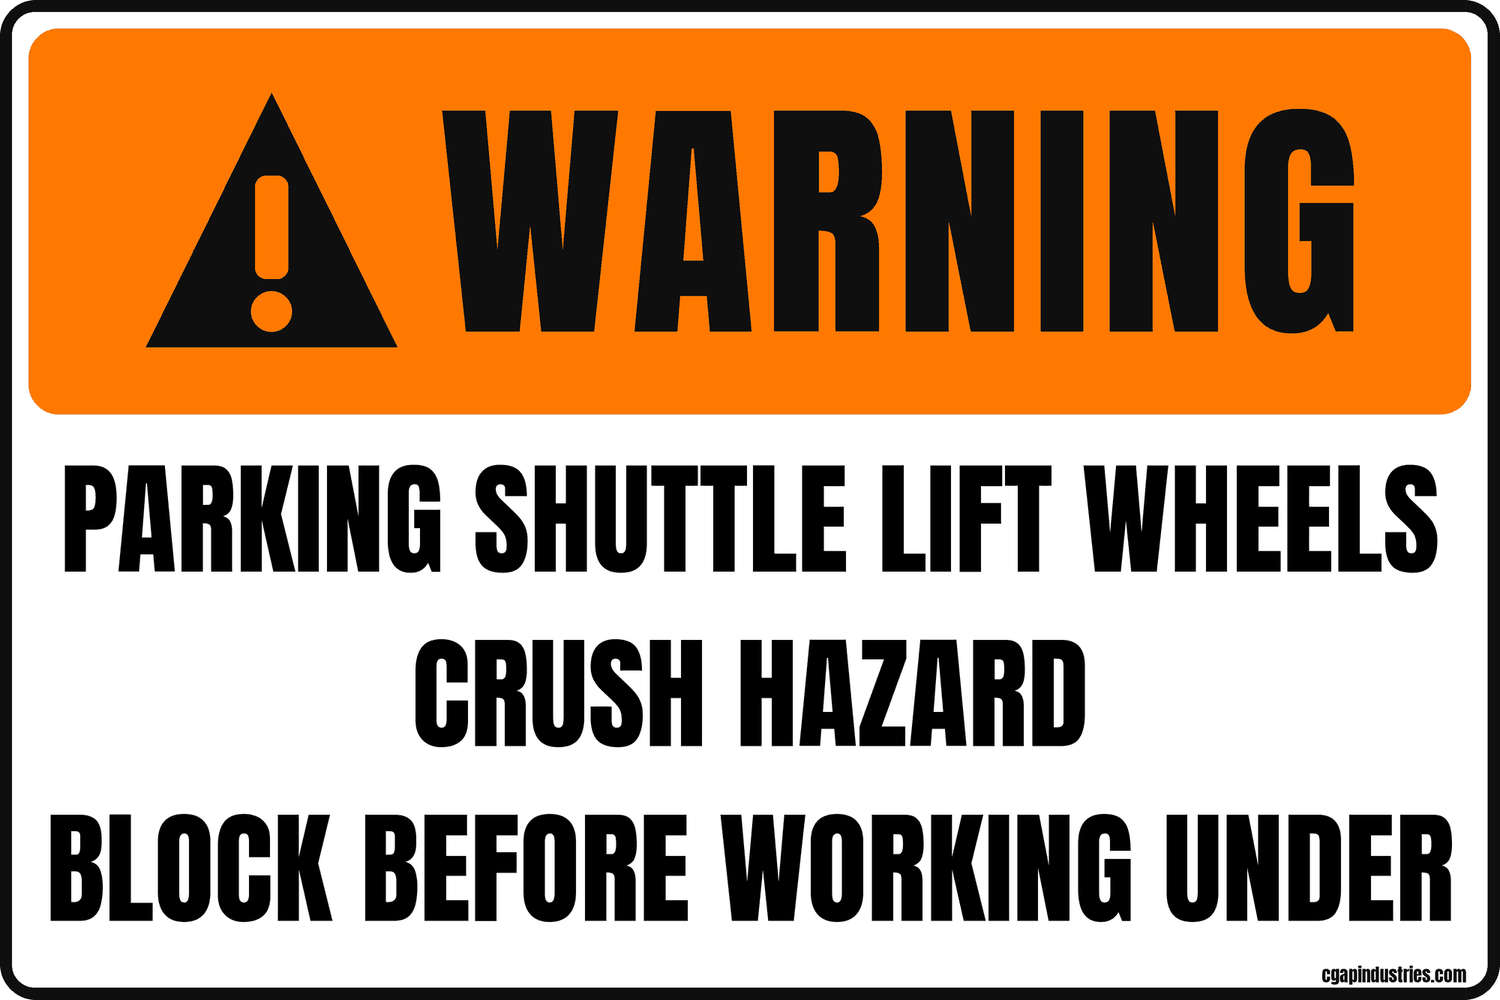 WARNING
PARKING SHUTTLE LIFT WHEELS
CRUSH HAZARD
BLOCK BEFORE WORKING UNDER
cgapindustries.com